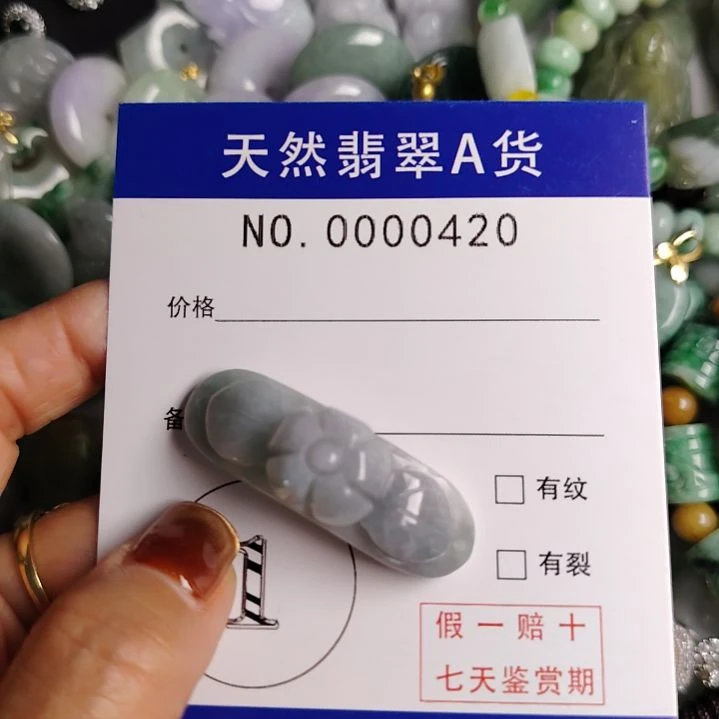 天然翡翠A货
NO. 0000420
价格
备
有纹
有裂
假一赔十
七天鉴赏期